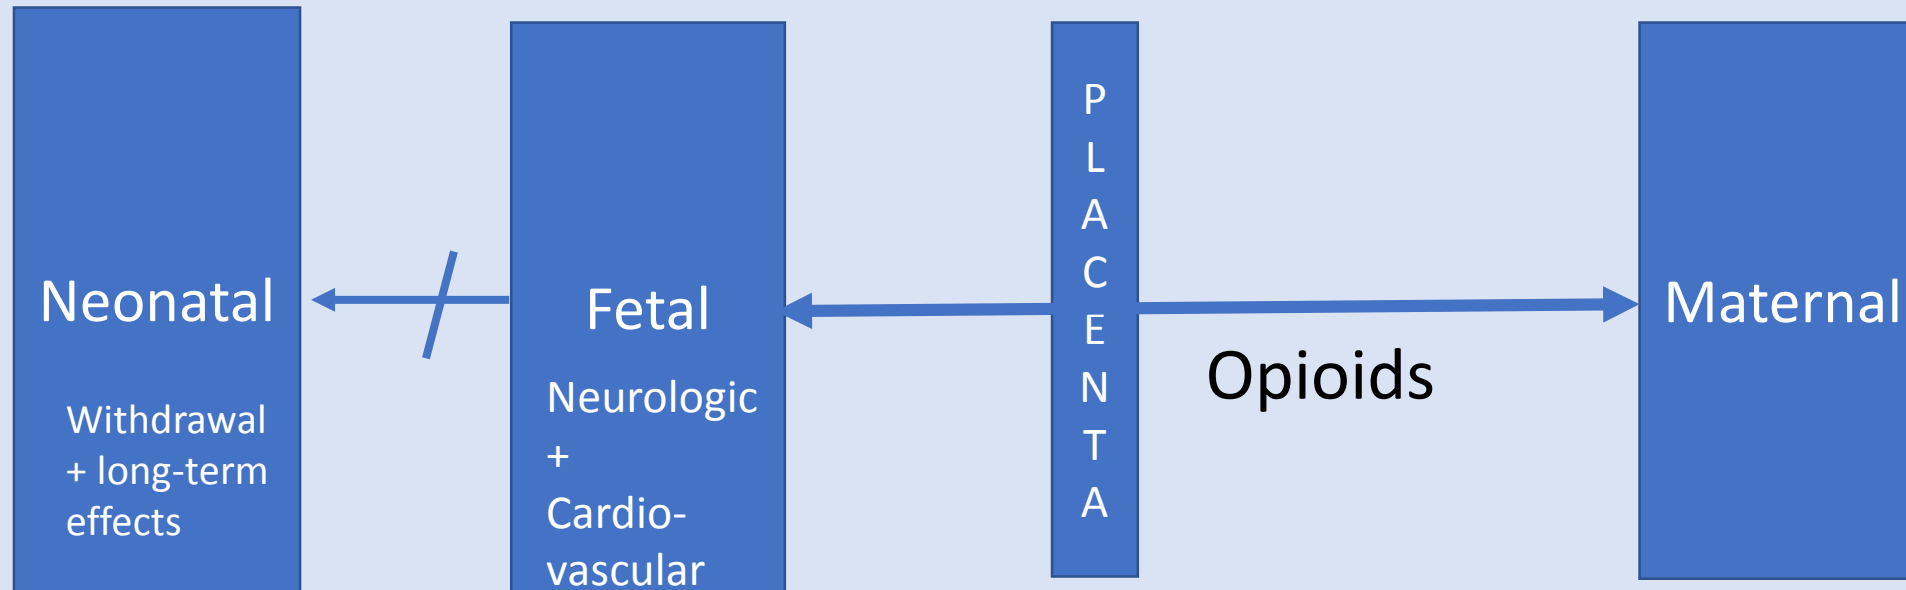 Neonatal
Withdrawal
+ long-term
effects
Fetal
Neurologic
+
Cardio-
vascular
P
L
A
C
E
N
T
A
Opioids
Maternal